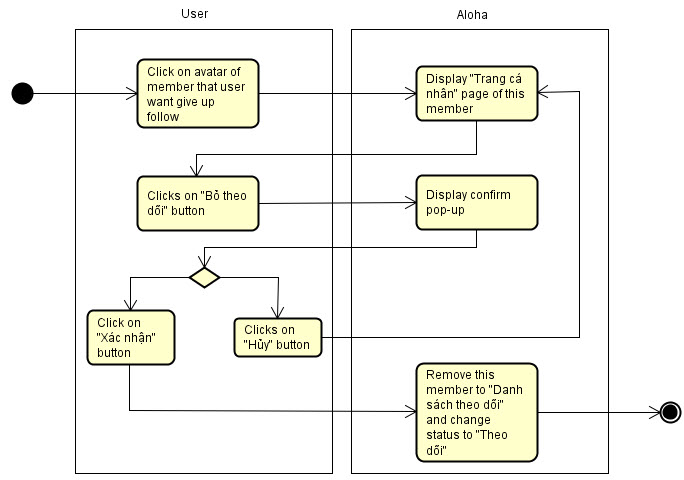 User
Aloha
Click on avatar of
member that user
want give up
follow
Display "Trang cá
nhân" page of this
member
Clicks on "Bỏ theo
dõi" button
Display confirm
pop-up
Click on
"Xác nhận"
button
Clicks on
"Hủy" button
Remove this
member to "Danh
sách theo dõi"
and change
status to "Theo
dõi"